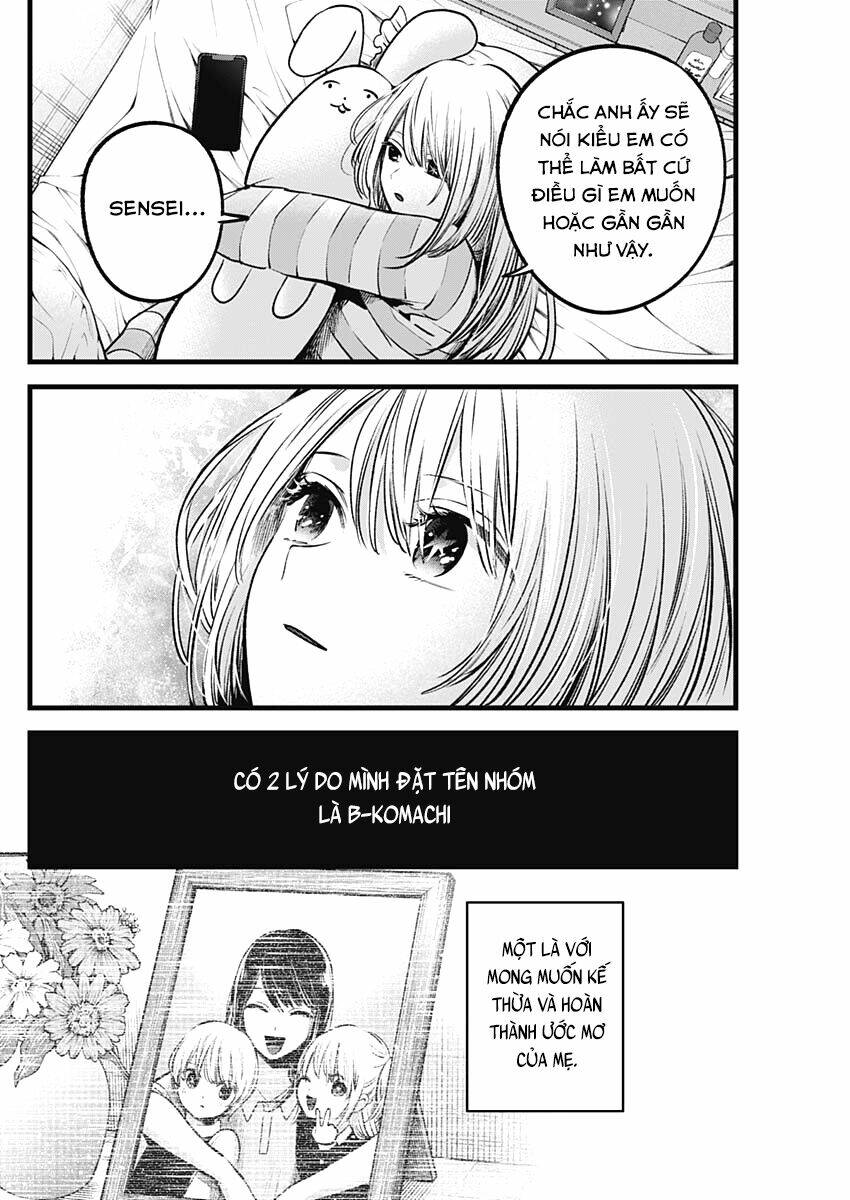 CHẮC ANH ẤY SẼ
NÓI KIỂU EM CÓ
THỂ LÀM BẤT CỨ
ĐIỀU GÌ EM MUỐN
HOẶC GẦN GẦN
NHƯ VẬY.
SENSEI...
CÓ 2 LÝ DO MÌNH ĐẶT TÊN NHÓM
LÀ B-KOMACHI
MỘT LÀ VỚI
MONG MUỐN KẾ
THỪA VÀ HOÀN
THÀNH ƯỚC MƠ
CỦA MẸ.